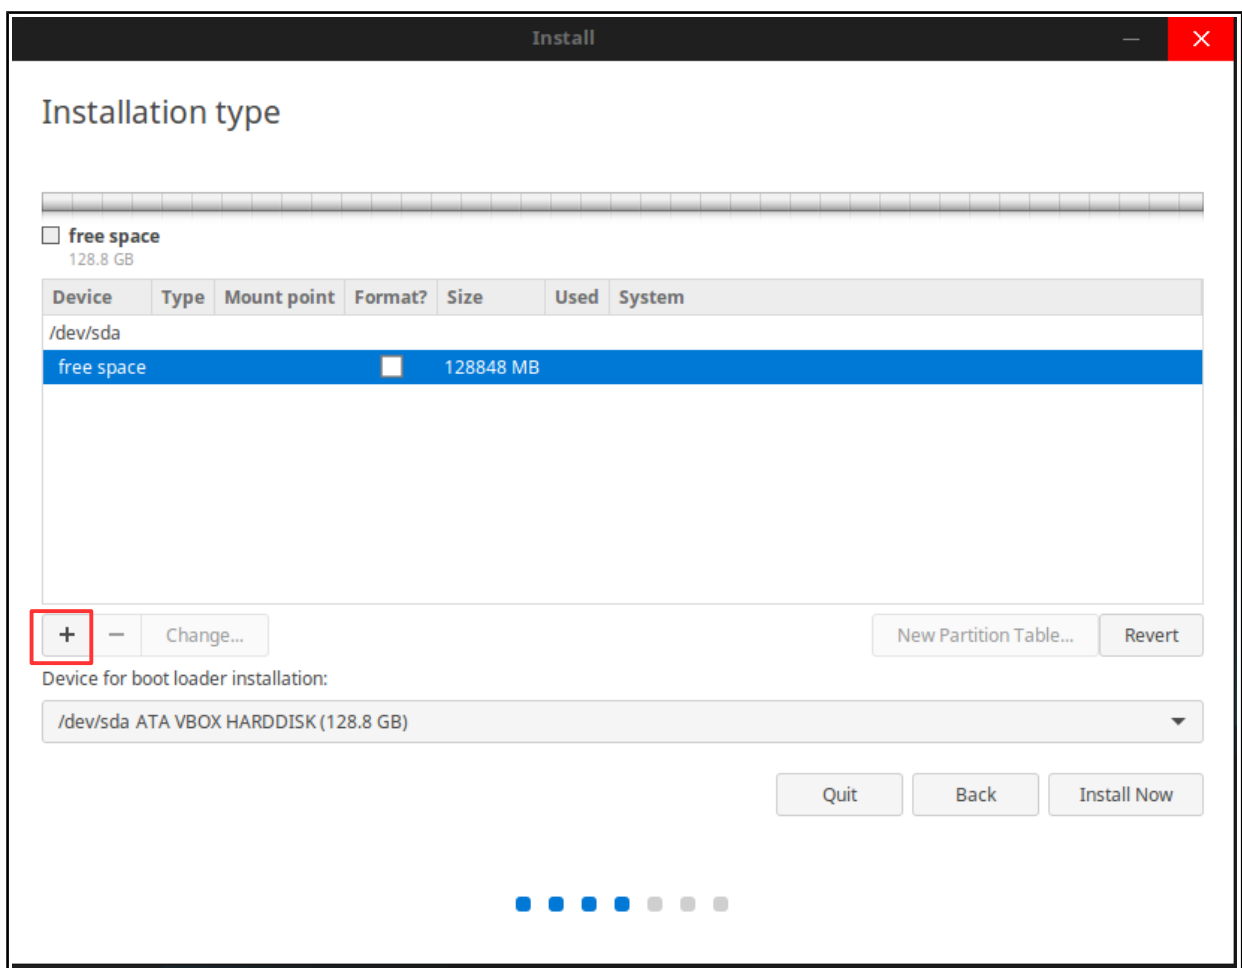 Install
Installation type
free space
128.8 GB
Device Type Mount point Format? Size Used System
/dev/sda
free space 128848 MB
+ − Change... New Partition Table... Revert
Device for boot loader installation:
/dev/sda ATA VBOX HARDDISK (128.8 GB)
Quit Back Install Now